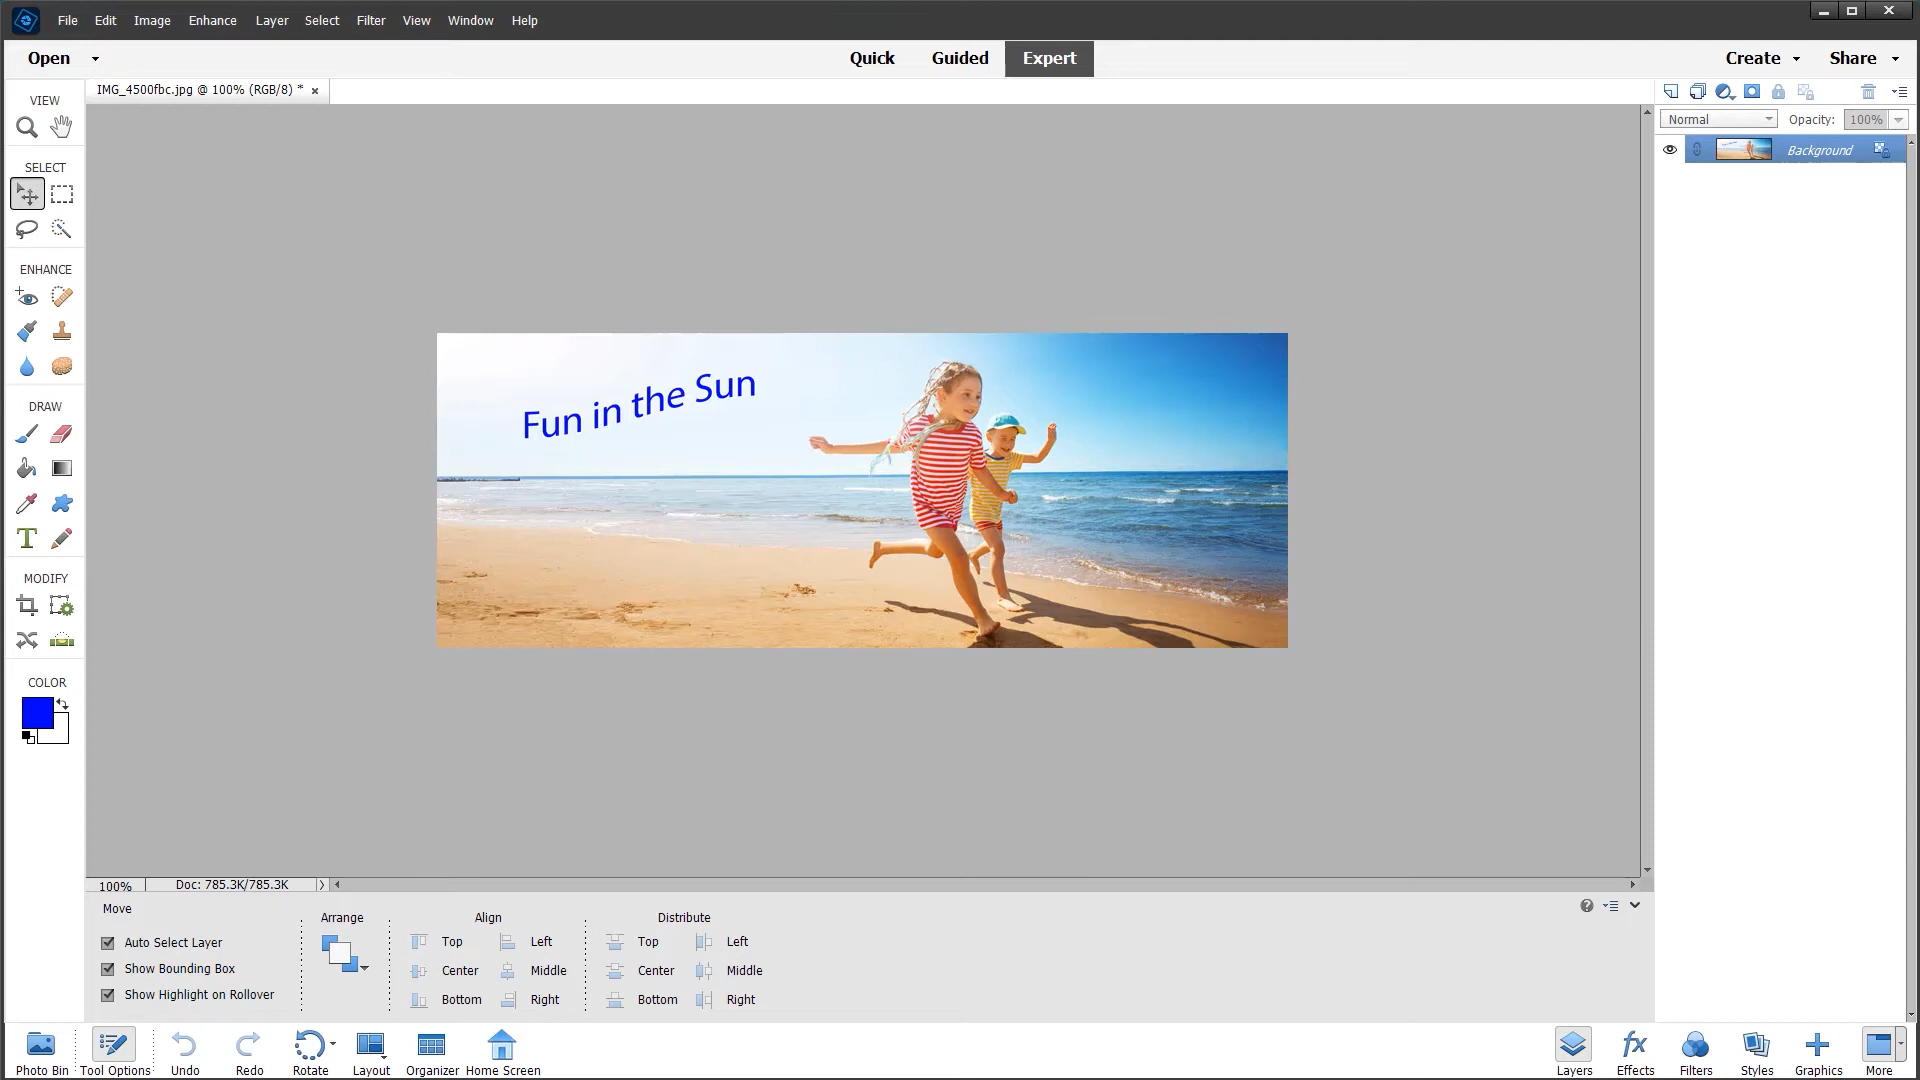 File Edit Image Enhance Layer Select Filter View Window Help
Open Quick Guided Expert Create Share
IMG_4500fbc.jpg @ 100% (RGB/8) *
VIEW
SELECT
ENHANCE
DRAW
MODIFY
COLOR
Fun in the Sun
Normal Opacity: 100%
Background
100% Doc: 785.3K/785.3K
Move
Auto Select Layer
Show Bounding Box
Show Highlight on Rollover
Arrange
Align
Top Left
Center Middle
Bottom Right
Distribute
Top Left
Center Middle
Bottom Right
Photo Bin Tool Options Undo Redo Rotate Layout Organizer Home Screen
fx
Layers Effects Filters Styles Graphics More